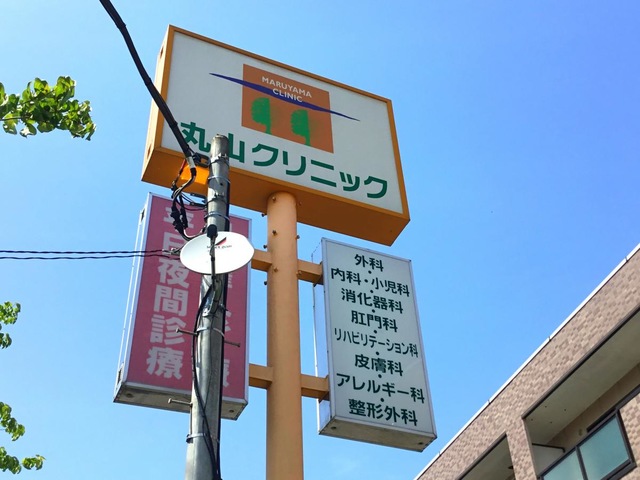 MARUYAMA
CLINIC
丸山クリニック
平日夜間診療
外科
内科・小児科
消化器科
肛門科
リハビリテーション科
皮膚科
アレルギー科
整形外科